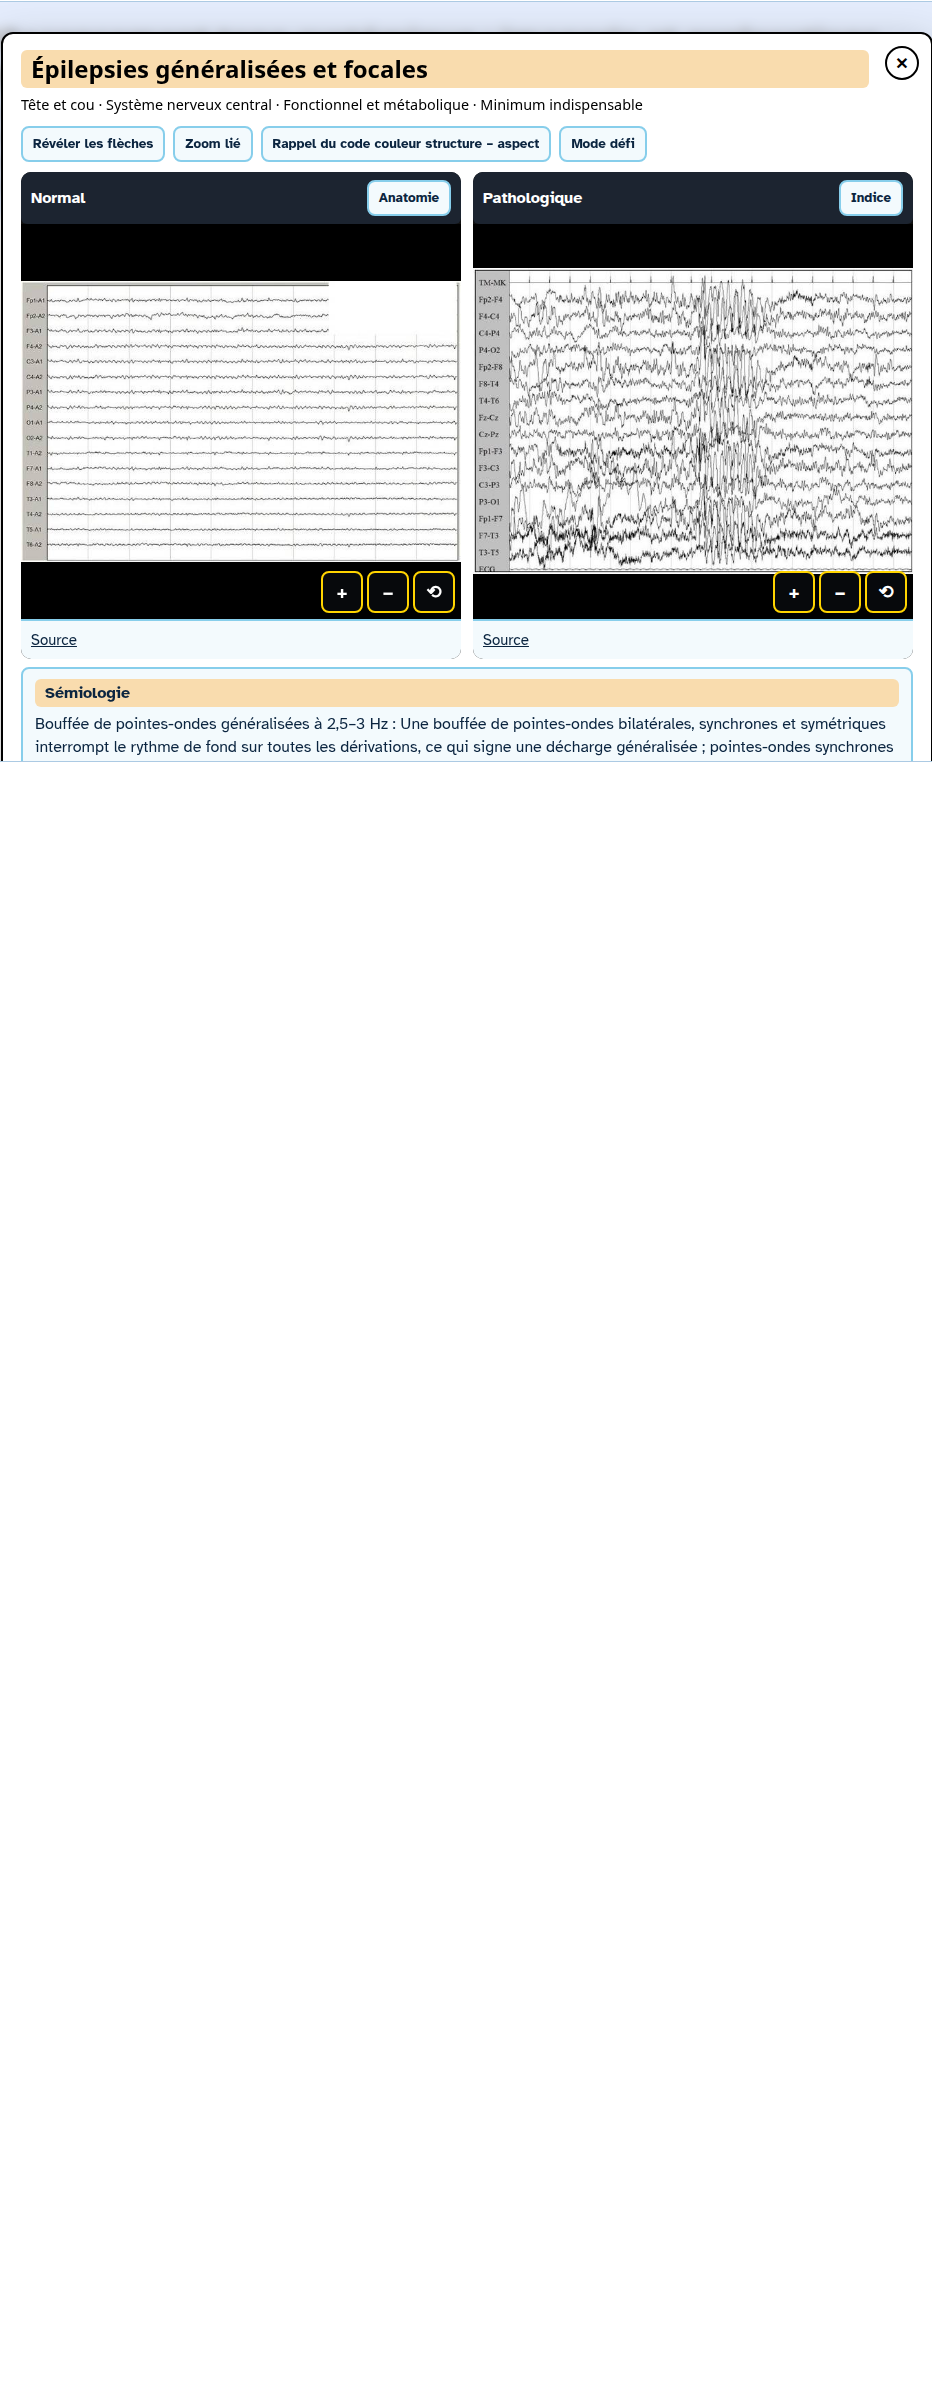 Épilepsies généralisées et focales
×
Tête et cou · Système nerveux central · Fonctionnel et métabolique · Minimum indispensable
Révéler les flèches
Zoom lié
Rappel du code couleur structure – aspect
Mode défi
Normal
Anatomie
Fp1-A1
Fp2-A2
F3-A1
F4-A2
C3-A1
C4-A2
P3-A1
P4-A2
O1-A1
O2-A2
T1-A2
F7-A1
F8-A2
T3-A1
T4-A2
T5-A1
T6-A2
+
–
⟲
Source
Pathologique
Indice
TM-MK
Fp2-F4
F4-C4
C4-P4
P4-O2
Fp2-F8
F8-T4
T4-T6
Fz-Cz
Cz-Pz
Fp1-F3
F3-C3
C3-P3
P3-O1
Fp1-F7
F7-T3
T3-T5
ECG
+
–
⟲
Source
Sémiologie
Bouffée de pointes-ondes généralisées à 2,5–3 Hz : Une bouffée de pointes-ondes bilatérales, synchrones et symétriques
interrompt le rythme de fond sur toutes les dérivations, ce qui signe une décharge généralisée ; pointes-ondes synchrones